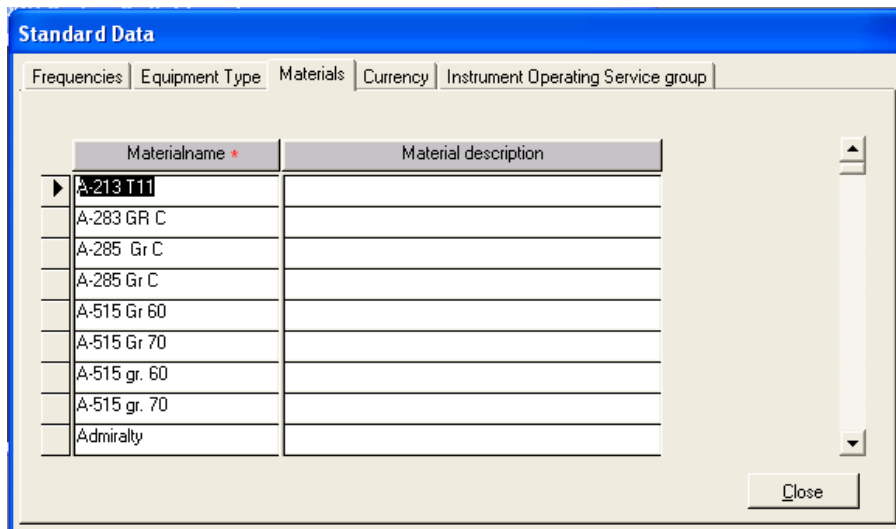 Standard Data
Frequencies Equipment Type Materials Currency Instrument Operating Service group
Materialname * Material description
A-213 T11
A-283 GR C
A-285  Gr C
A-285 Gr C
A-515 Gr 60
A-515 Gr 70
A-515 gr. 60
A-515 gr. 70
Admiralty
Close